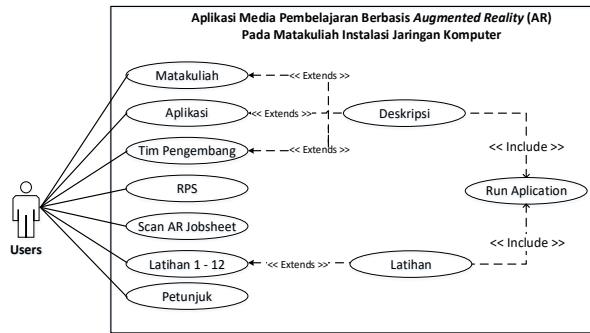 Aplikasi Media Pembelajaran Berbasis Augmented Reality (AR)
Pada Matakuliah Instalasi Jaringan Komputer
Matakuliah
<< Extends >>
Aplikasi
<< Extends >>
Deskripsi
Tim Pengembang
<< Extends >>
<< Include >>
RPS
Run Aplication
Users
Scan AR Jobsheet
<< Include >>
Latihan 1 - 12
<< Extends >>
Latihan
Petunjuk